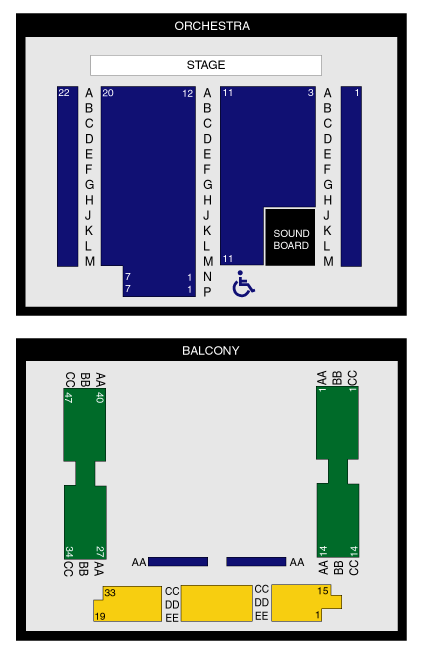 ORCHESTRA
STAGE
22 A 20 12 A 11 3 A 1
B B B
C C C
D D D
E E E
F F F
G G G
H H H
J J J
K K SOUND K
L L BOARD L
M M 11 M
7 1 N
7 1 P
BALCONY
CC BB AA AA BB CC
47 40 1 1
34 27 14 14
CC BB AA AA BB CC
AA AA
33 CC CC 15
DD DD
19 EE EE 1